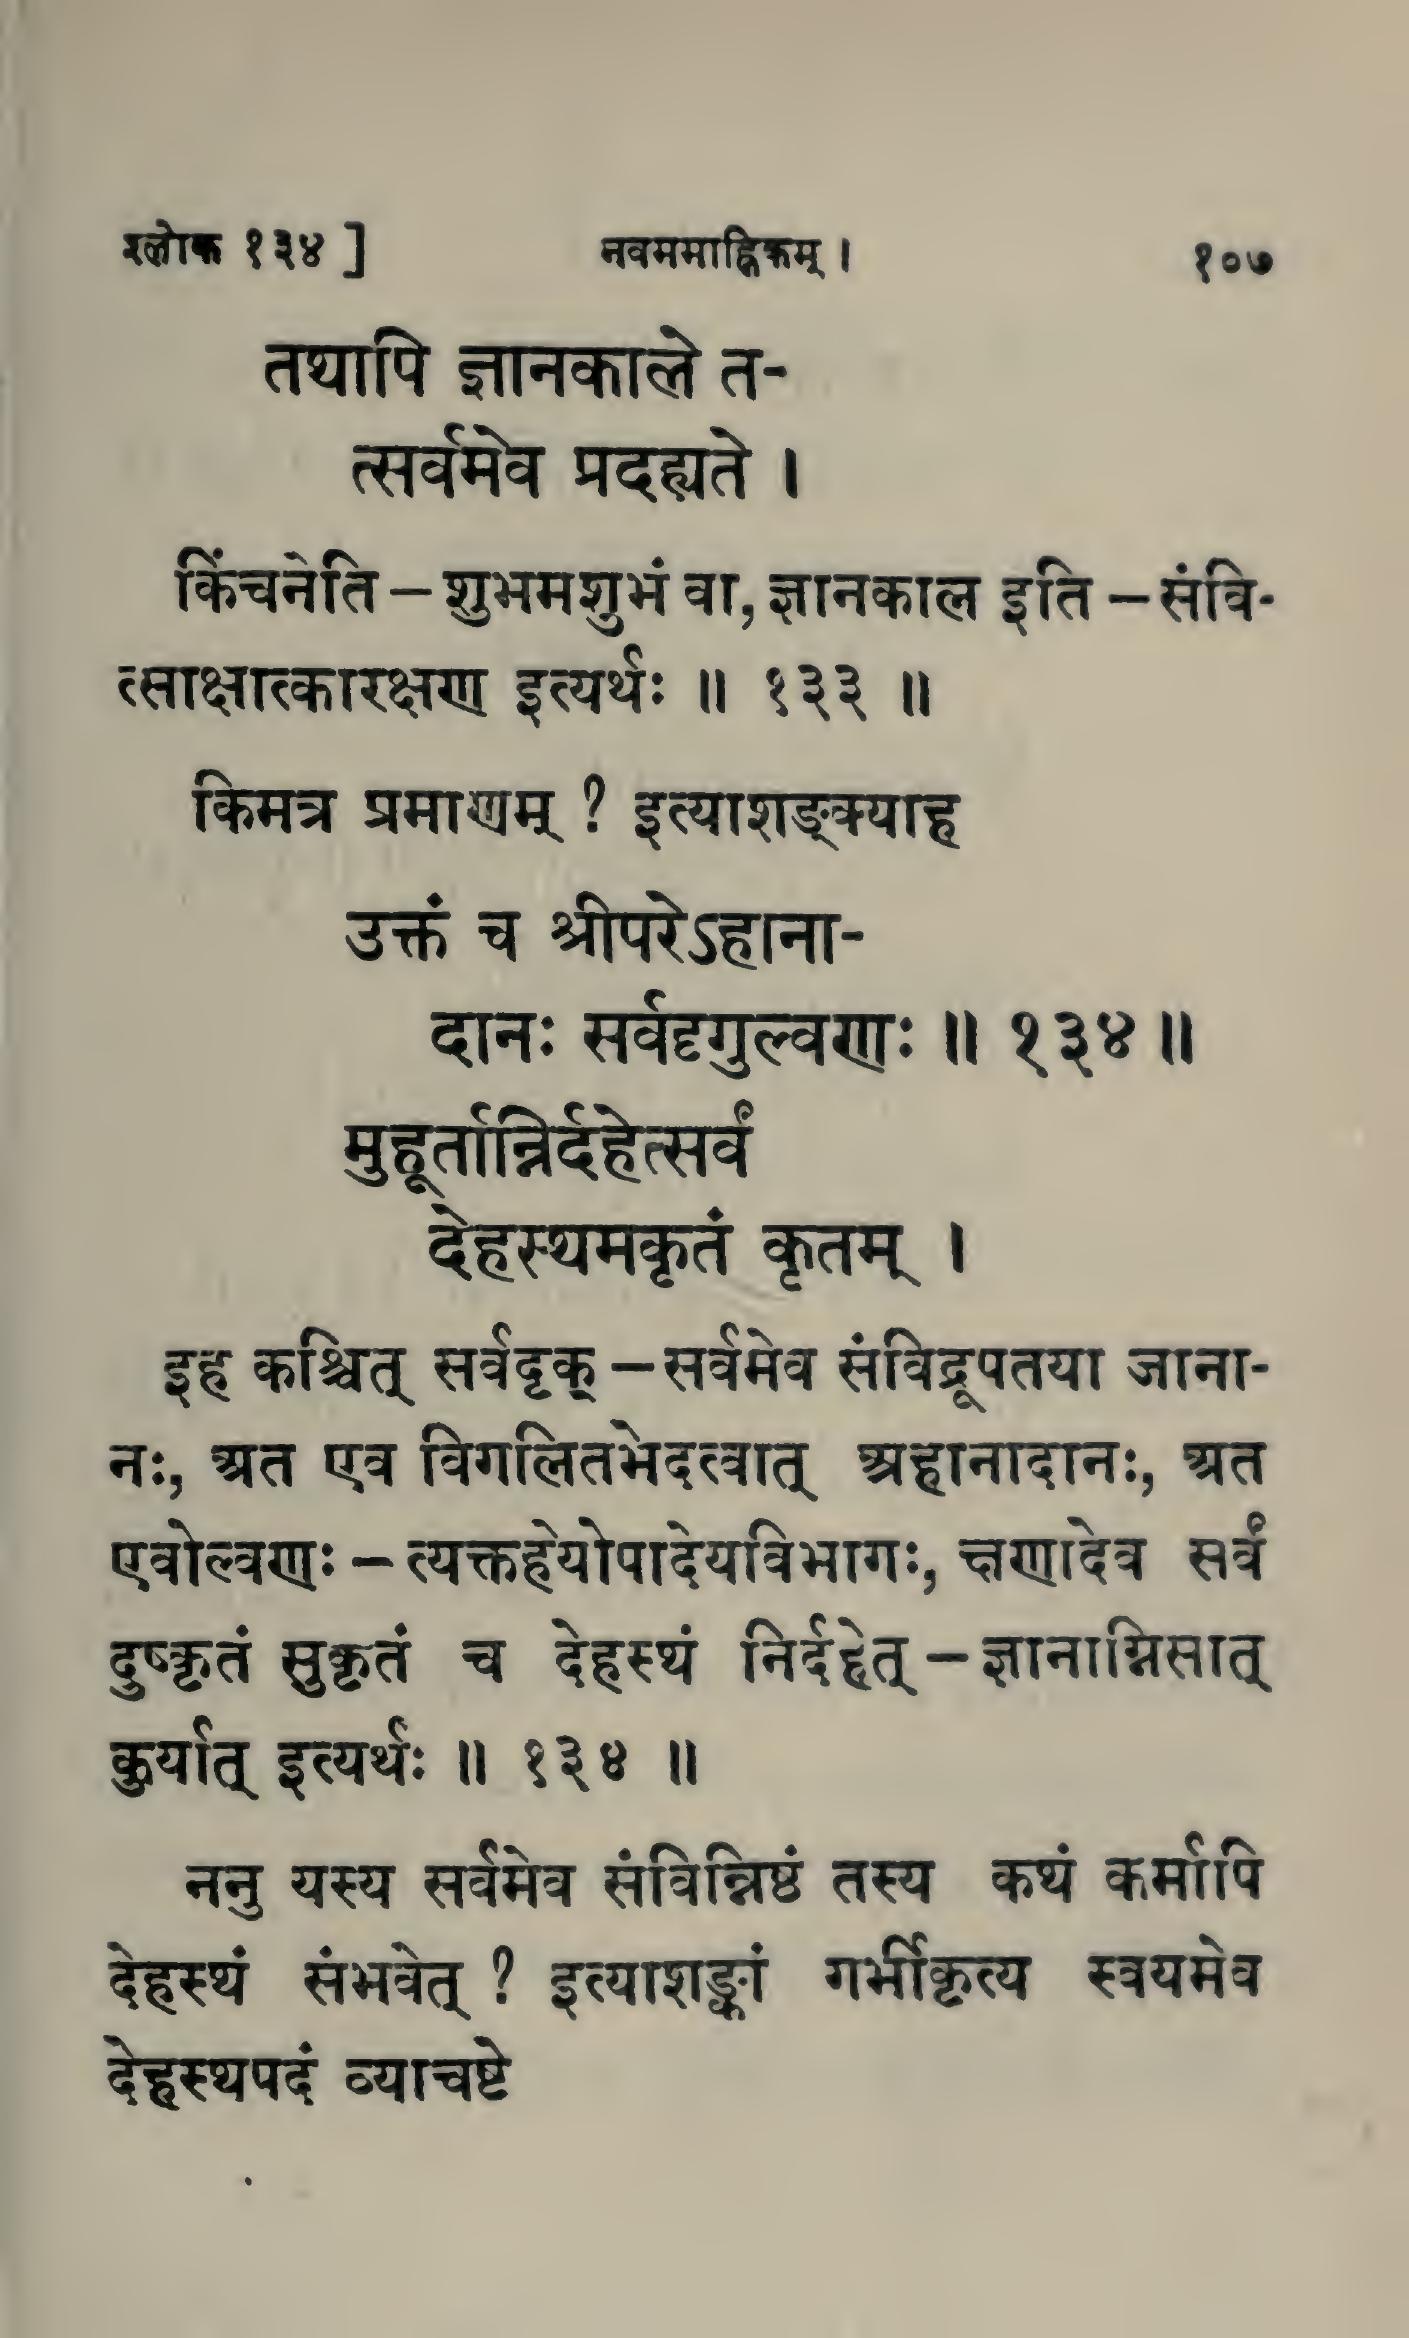 श्लोक १३४ ]
नवममाह्निकम् ।
१०७
तथापि ज्ञानकाले त-
त्सर्वमेव प्रदह्यते ।
किंचनेति – शुभमशुभं वा, ज्ञानकाल इति – संवि-
त्साक्षात्कारक्षण इत्यर्थः ॥ १३३ ॥
किमत्र प्रमाणम् ? इत्याशङ्क्याह
उक्तं च श्रीपरेऽहाना-
दानः सर्वदृगुल्वणः ॥ १३४ ॥
मुहूर्तान्निर्दहेत्सर्वं
देहस्थमकृतं कृतम् ।
इह कश्चित् सर्वदृक् – सर्वमेव संविद्रूपतया जाना-
नः, अत एव विगलितभेदत्वात् अहानादानः, अत
एवोल्वणः – त्यक्तहेयोपादेयविभागः, क्षणादेव सर्वं
दुष्कृतं सुकृतं च देहस्थं निर्दहेत् – ज्ञानाग्निसात्
कुर्यात् इत्यर्थः ॥ १३४ ॥
ननु यस्य सर्वमेव संविन्निष्ठं तस्य कथं कर्मापि
देहस्थं संभवेत् ? इत्याशङ्कां गर्भीकृत्य स्वयमेव
देहस्थपदं व्याचष्टे